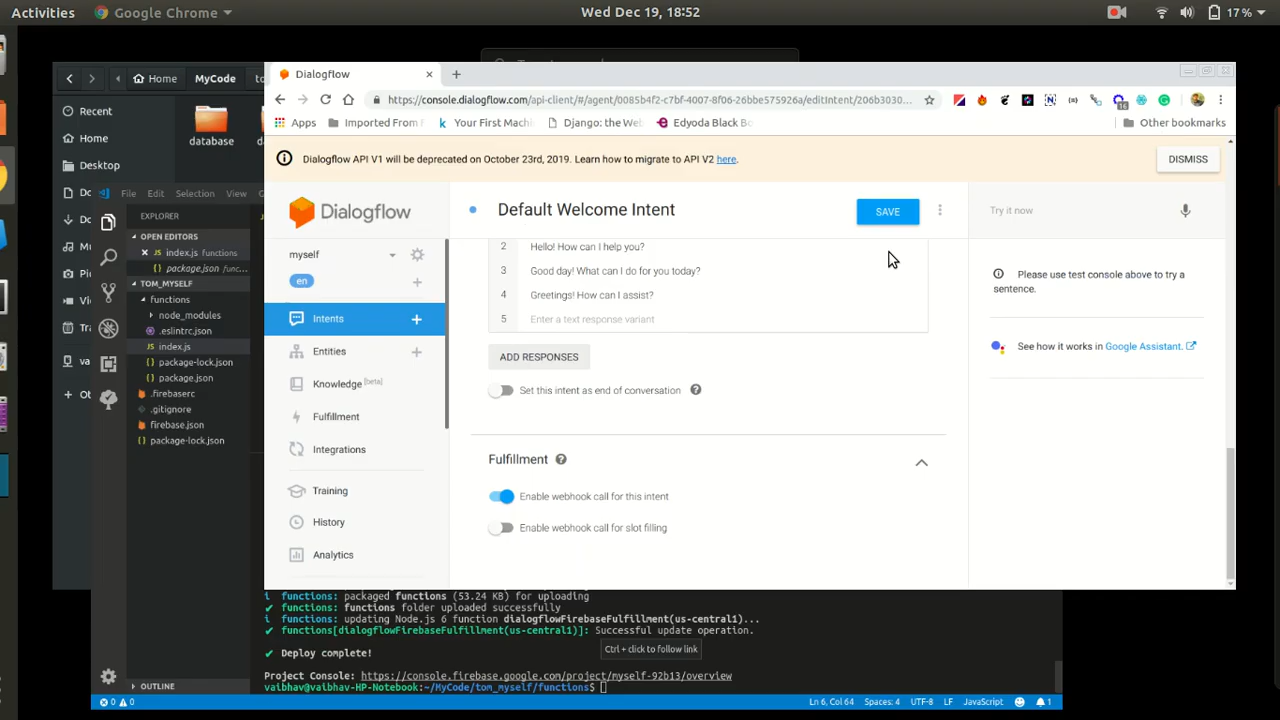 Activities
Google Chrome
Wed Dec 19, 18:52
17 %
Home
MyCode
Recent
Home
Desktop
database
Dialogflow
https://console.dialogflow.com/api-client/#/agent/0085b4f2-c7bf-4007-8f06-26bbe575926a/editIntent/206b3030...
Apps
Imported From F
Your First Machi
Django: the Web
Edyoda Black Bo
Other bookmarks
Dialogflow API V1 will be deprecated on October 23rd, 2019. Learn how to migrate to API V2 here.
DISMISS
Dialogflow
Default Welcome Intent
SAVE
Try it now
myself
en
Intents
Entities
Knowledge [beta]
Fulfillment
Integrations
Training
History
Analytics
2 Hello! How can I help you?
3 Good day! What can I do for you today?
4 Greetings! How can I assist?
5 Enter a text response variant
ADD RESPONSES
Set this intent as end of conversation
Fulfillment
Enable webhook call for this intent
Enable webhook call for slot filling
Please use test console above to try a
sentence.
See how it works in Google Assistant.
File Edit Selection View
EXPLORER
OPEN EDITORS
index.js functions
package.json func...
TOM_MYSELF
functions
node_modules
.eslintrc.json
index.js
package-lock.json
package.json
.firebaserc
.gitignore
firebase.json
package-lock.json
OUTLINE
i functions: packaged functions (53.24 KB) for uploading
✔ functions: functions folder uploaded successfully
i functions: updating Node.js 6 function dialogflowFirebaseFulfillment(us-central1)...
✔ functions[dialogflowFirebaseFulfillment(us-central1)]: Successful update operation.
✔ Deploy complete!
Ctrl + click to follow link
Project Console: https://console.firebase.google.com/project/myself-92b13/overview
vaibhav@vaibhav-HP-Notebook:~/MyCode/tom_myself/functions$
0 0
Ln 6, Col 64
Spaces: 4
UTF-8
LF
JavaScript
1